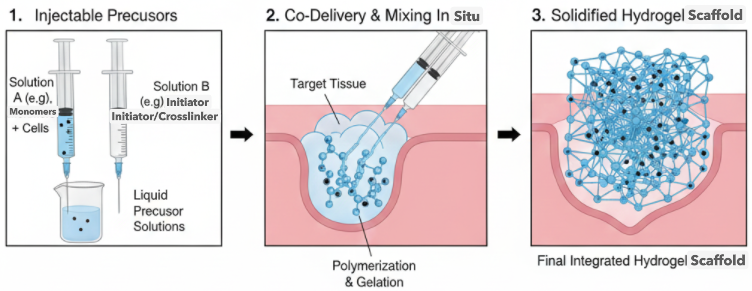 1. Injectable Precusors
Solution
A (e.g),
Monomers
+ Cells
Solution B
(e.g) Initiator
Initiator/Crosslinker
Liquid
Precusor
Solutions
2. Co-Delivery & Mixing In Situ
Target Tissue
Polymerization
& Gelation
3. Solidified Hydrogel Scaffold
Final Integrated Hydrogel Scaffold